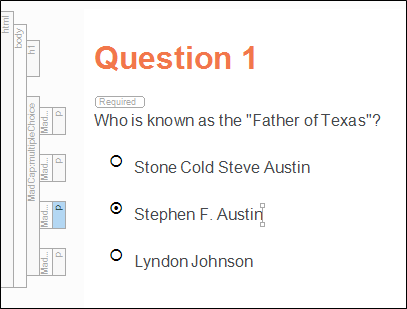 html
body
h1
MadCap:multipleChoice
Mad...
p
Mad...
p
Mad...
p
Mad...
p
Question 1
Required
Who is known as the "Father of Texas"?
Stone Cold Steve Austin
Stephen F. Austin
Lyndon Johnson